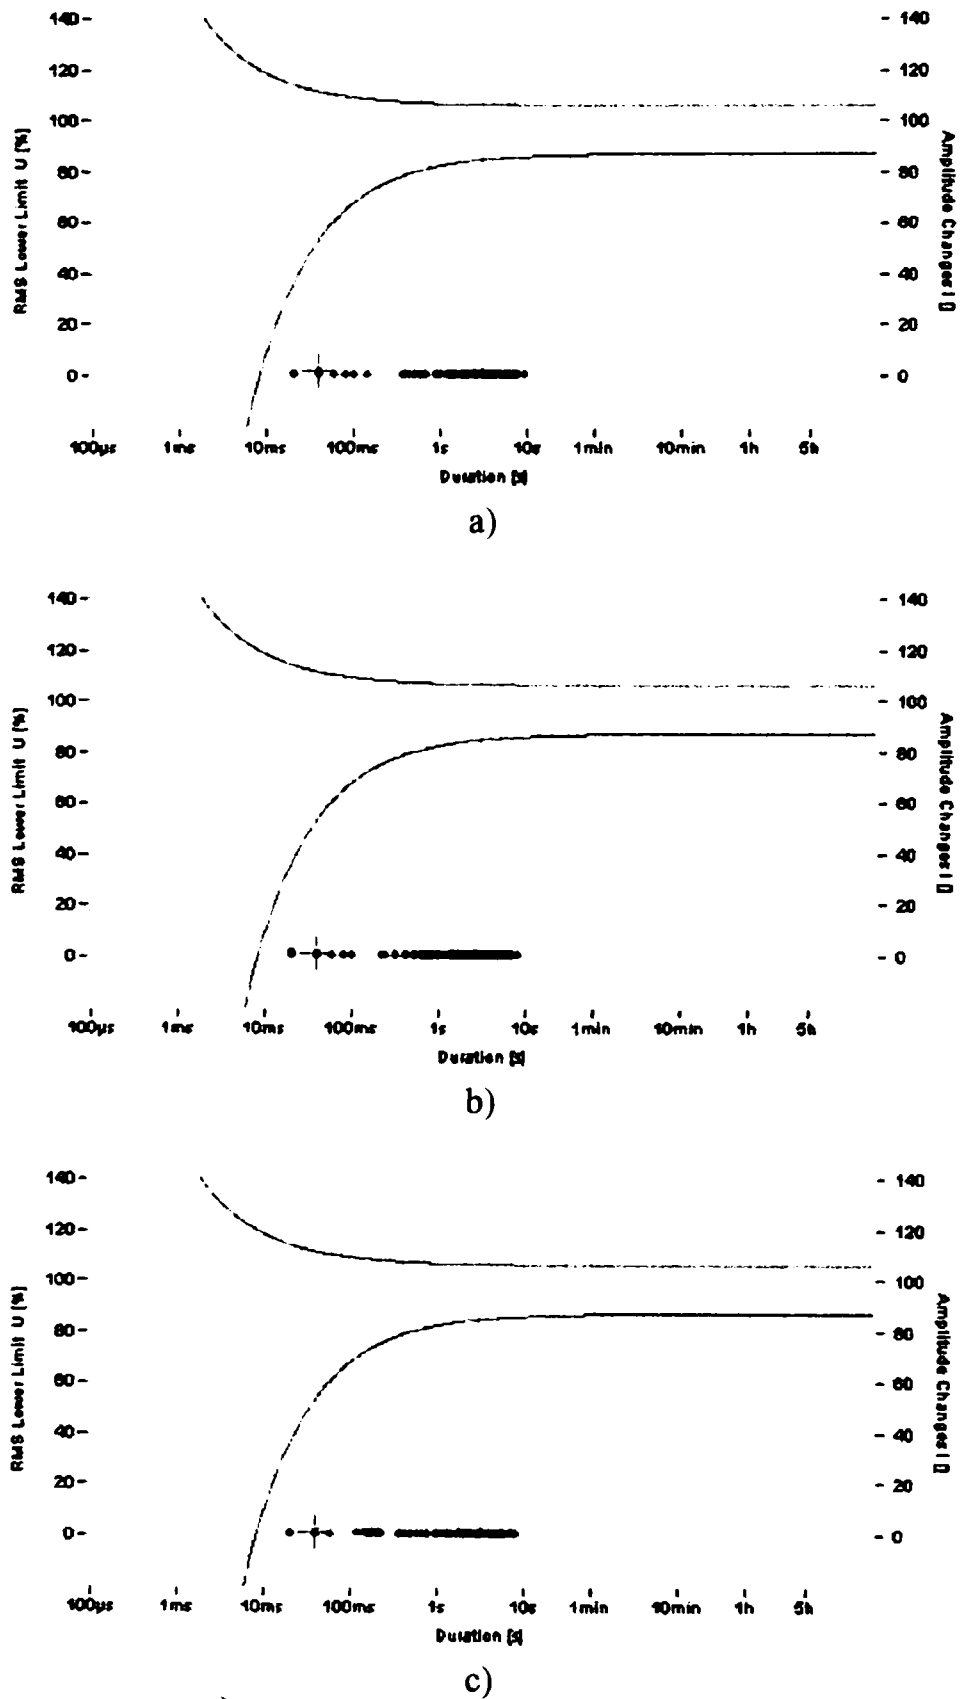 140 - - 140
120 - - 120
100 - - 100
80 - - 80
60 - - 60
40 - - 40
20 - - 20
0 - - 0
RMS Lower Limit U [%]
Amplitude Changes I []
100µs 1ms 10ms 100ms 1s 10s 1min 10min 1h 5h
Duration [s]
a)
140 - - 140
120 - - 120
100 - - 100
80 - - 80
60 - - 60
40 - - 40
20 - - 20
0 - - 0
RMS Lower Limit U [%]
Amplitude Changes I []
100µs 1ms 10ms 100ms 1s 10s 1min 10min 1h 5h
Duration [s]
b)
140 - - 140
120 - - 120
100 - - 100
80 - - 80
60 - - 60
40 - - 40
20 - - 20
0 - - 0
RMS Lower Limit U [%]
Amplitude Changes I []
100µs 1ms 10ms 100ms 1s 10s 1min 10min 1h 5h
Duration [s]
c)